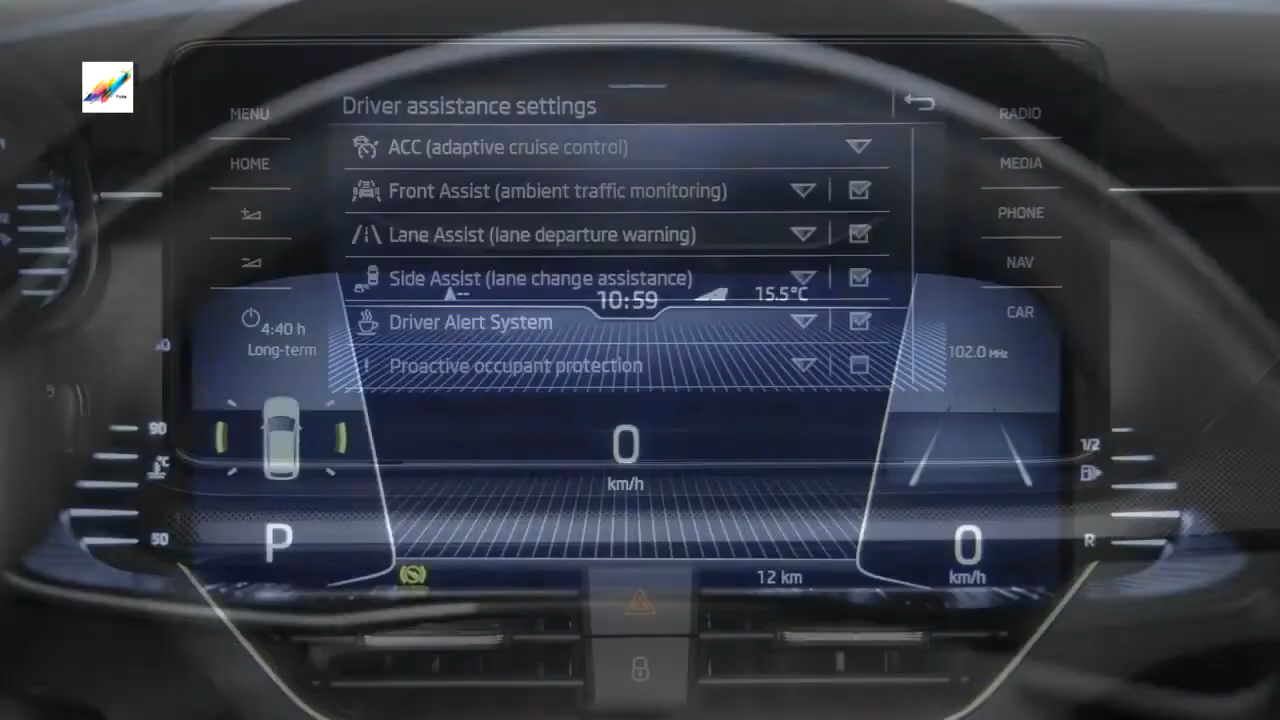 Driver assistance settings
MENU
RADIO
ACC (adaptive cruise control)
HOME
MEDIA
Front Assist (ambient traffic monitoring)
PHONE
Lane Assist (lane departure warning)
NAV
Side Assist (lane change assistance)
--
10:59
15.5°C
CAR
Driver Alert System
4:40 h
Long-term
102.0 MHz
Proactive occupant protection
90
°C
50
0
km/h
1/2
R
P
0
km/h
12 km